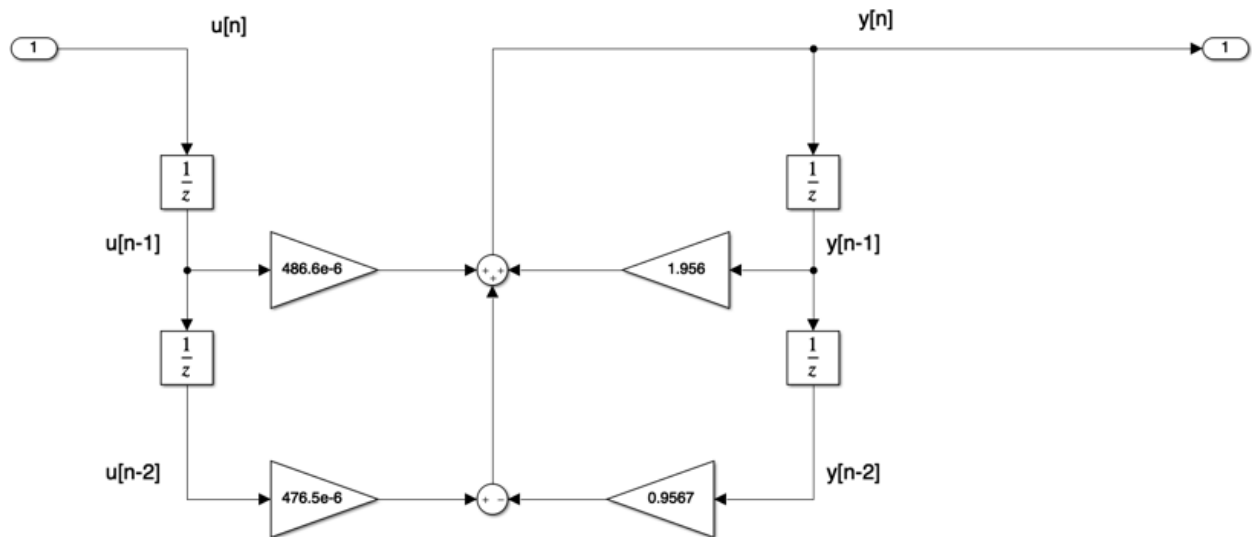 u[n]
y[n]
1
1
1
z
1
z
u[n-1]
y[n-1]
486.6e-6
+ + +
1.956
1
z
1
z
u[n-2]
y[n-2]
476.5e-6
+ −
0.9567